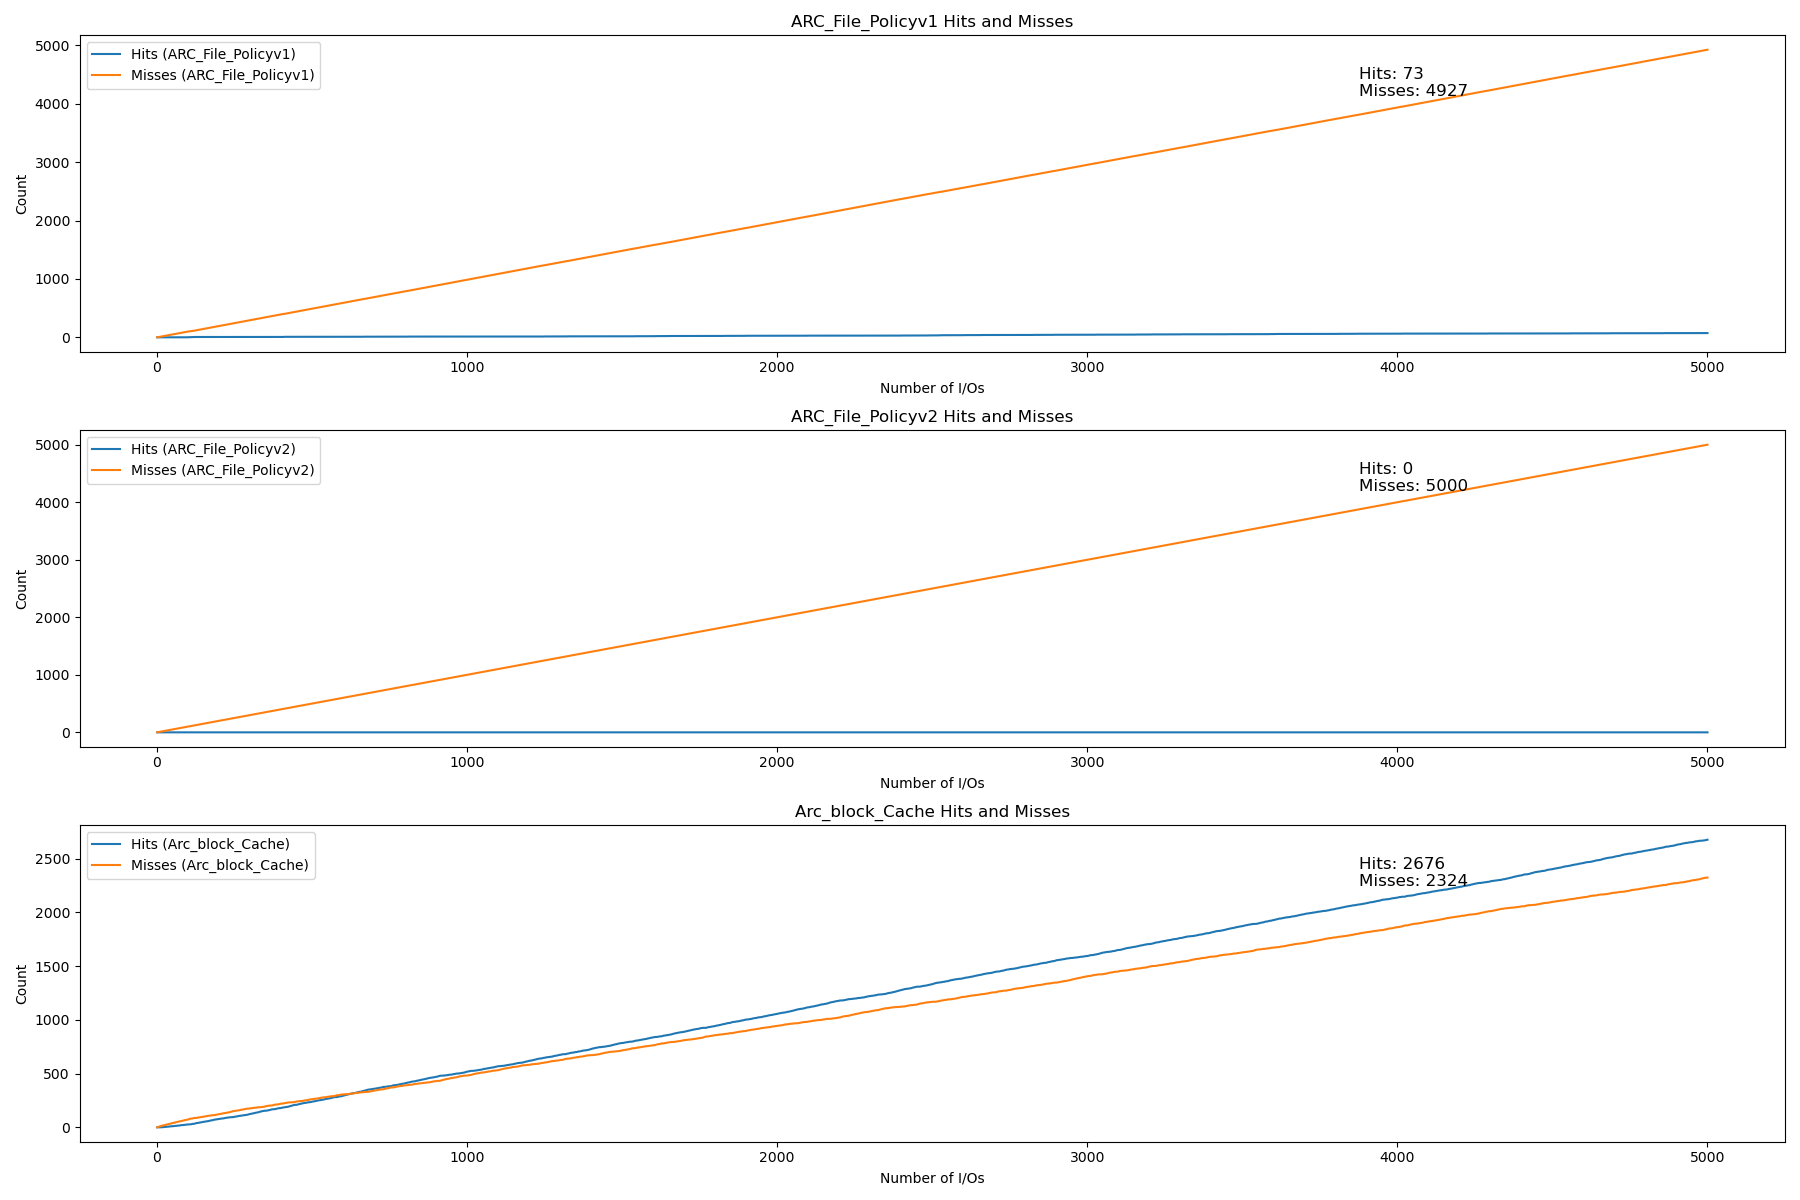 ARC_File_Policyv1 Hits and Misses
Hits (ARC_File_Policyv1)
Misses (ARC_File_Policyv1)
Hits: 73
Misses: 4927
5000
4000
3000
2000
1000
0
Count
0 1000 2000 3000 4000 5000
Number of I/Os
ARC_File_Policyv2 Hits and Misses
Hits (ARC_File_Policyv2)
Misses (ARC_File_Policyv2)
Hits: 0
Misses: 5000
5000
4000
3000
2000
1000
0
Count
0 1000 2000 3000 4000 5000
Number of I/Os
Arc_block_Cache Hits and Misses
Hits (Arc_block_Cache)
Misses (Arc_block_Cache)
Hits: 2676
Misses: 2324
2500
2000
1500
1000
500
0
Count
0 1000 2000 3000 4000 5000
Number of I/Os